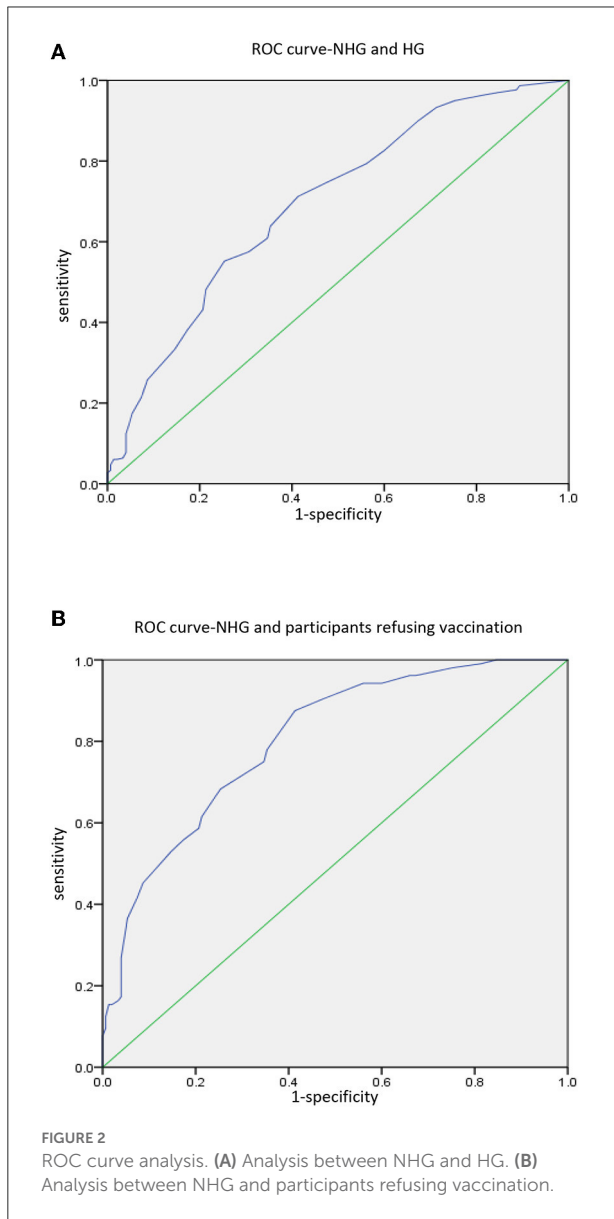 A
ROC curve-NHG and HG
1.0
0.8
0.6
0.4
0.2
0.0
sensitivity
0.0 0.2 0.4 0.6 0.8 1.0
1-specificity
B
ROC curve-NHG and participants refusing vaccination
1.0
0.8
0.6
0.4
0.2
0.0
sensitivity
0.0 0.2 0.4 0.6 0.8 1.0
1-specificity
FIGURE 2
ROC curve analysis. (A) Analysis between NHG and HG. (B)
Analysis between NHG and participants refusing vaccination.